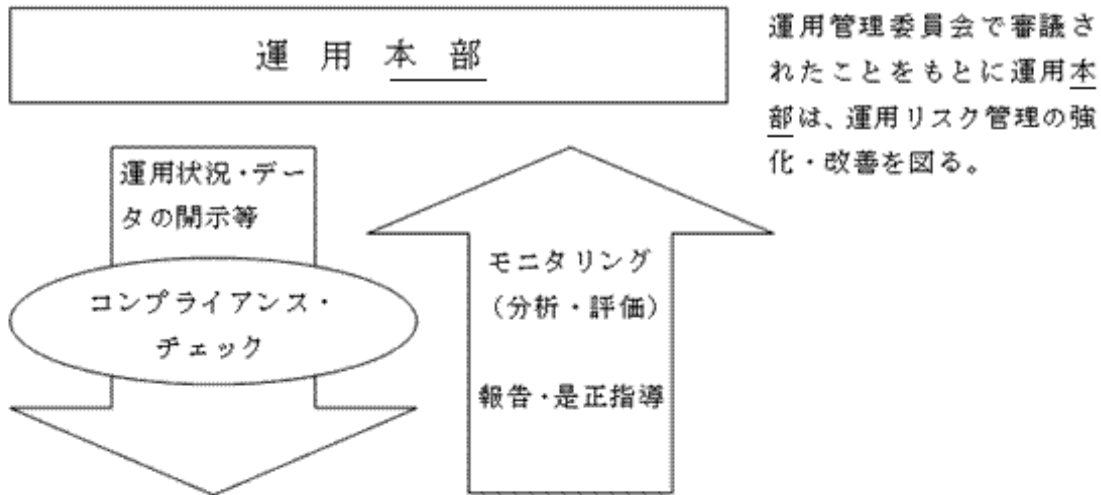 運用本部
運用管理委員会で審議さ
れたことをもとに運用本
部は、運用リスク管理の強
化・改善を図る。
運用状況・デー
タの開示等
コンプライアンス・
チェック
モニタリング
（分析・評価）
報告・是正指導